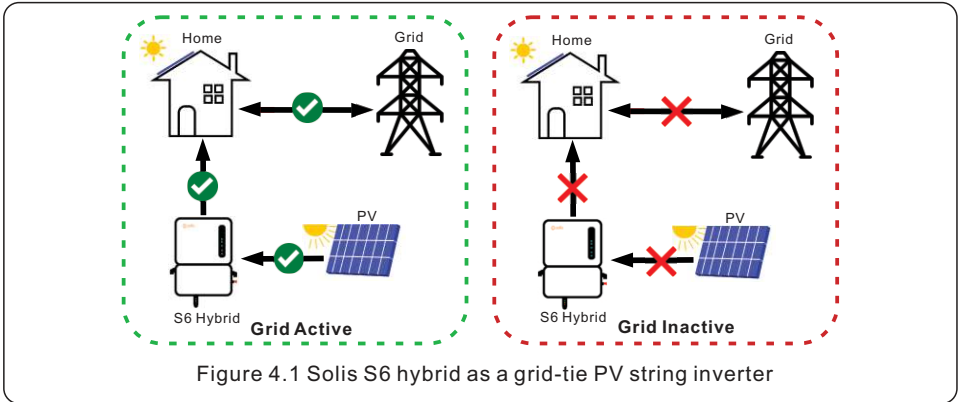 Home
Grid
PV
S6 Hybrid
Grid Active
Home
Grid
PV
S6 Hybrid
Grid Inactive
Figure 4.1 Solis S6 hybrid as a grid-tie PV string inverter